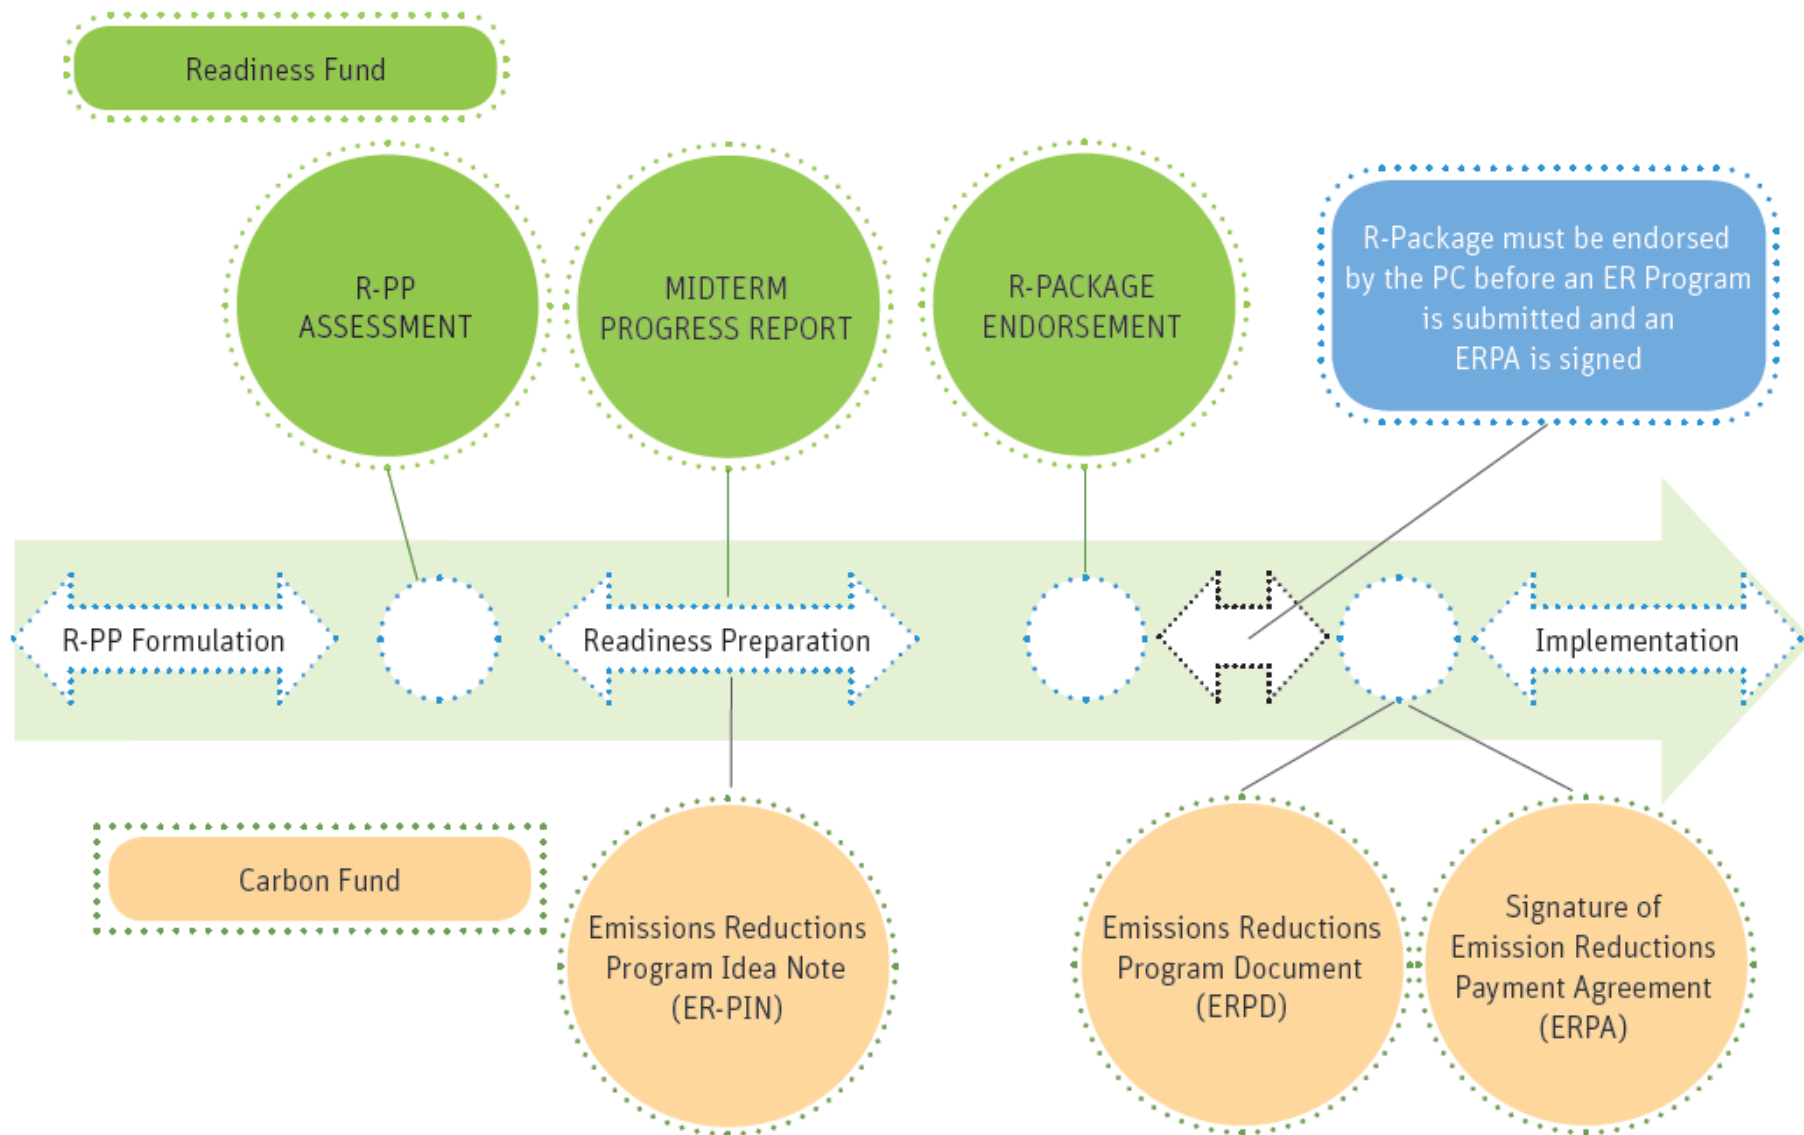 Readiness Fund
R-PP
ASSESSMENT
MIDTERM
PROGRESS REPORT
R-PACKAGE
ENDORSEMENT
R-Package must be endorsed
by the PC before an ER Program
is submitted and an
ERPA is signed
R-PP Formulation
Readiness Preparation
Implementation
Carbon Fund
Emissions Reductions
Program Idea Note
(ER-PIN)
Emissions Reductions
Program Document
(ERPD)
Signature of
Emission Reductions
Payment Agreement
(ERPA)